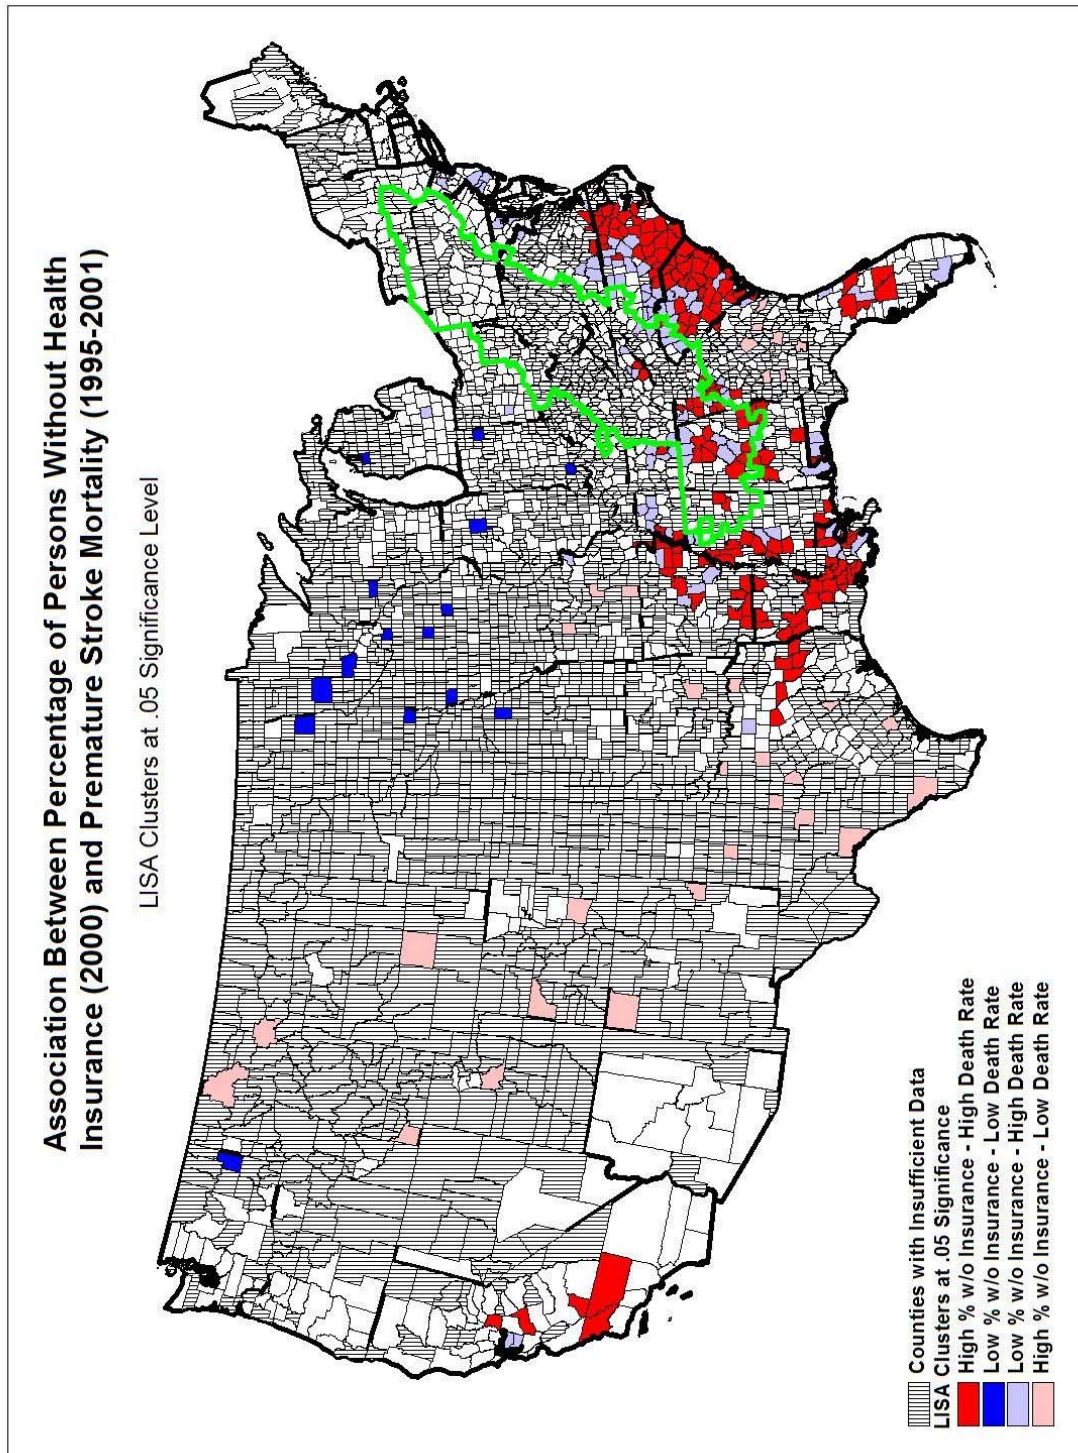 Association Between Percentage of Persons Without Health
Insurance (2000) and Premature Stroke Mortality (1995-2001)
LISA Clusters at .05 Significance Level
Counties with Insufficient Data
LISA Clusters at .05 Significance
High % w/o Insurance - High Death Rate
Low % w/o Insurance - Low Death Rate
Low % w/o Insurance - High Death Rate
High % w/o Insurance - Low Death Rate